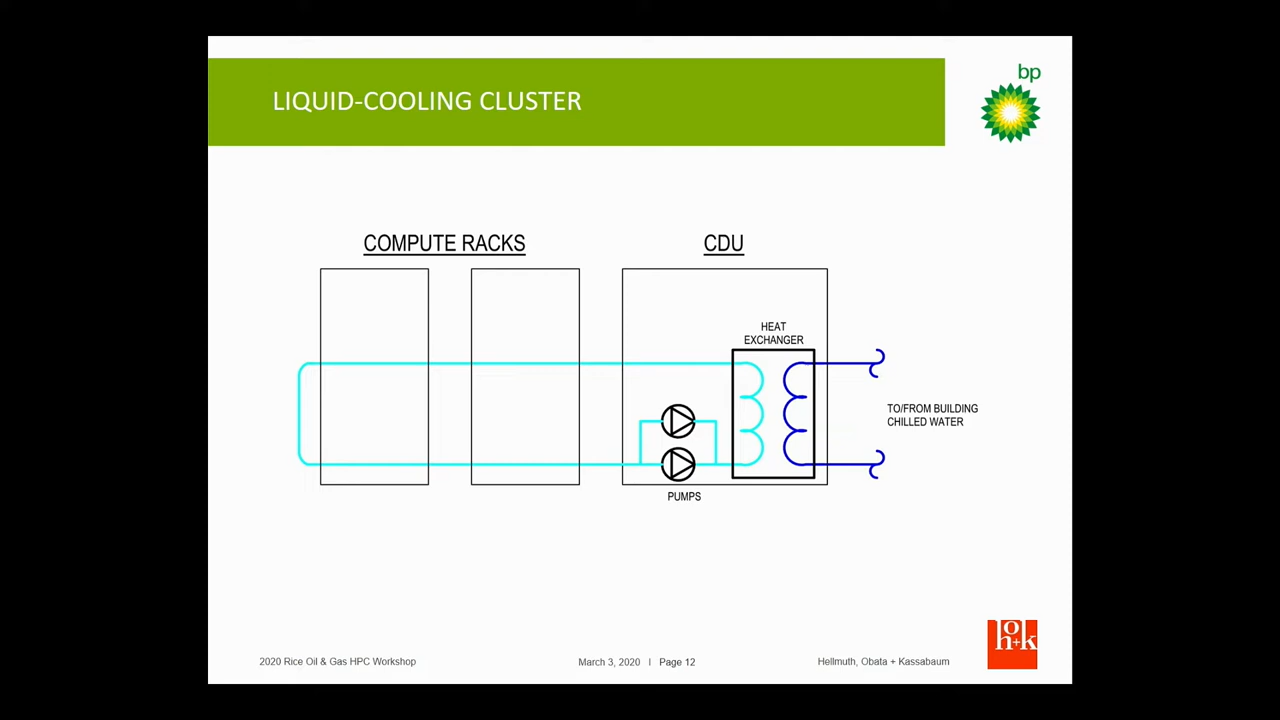 bp
LIQUID-COOLING CLUSTER
COMPUTE RACKS
CDU
HEAT
EXCHANGER
TO/FROM BUILDING
CHILLED WATER
PUMPS
2020 Rice Oil & Gas HPC Workshop
March 3, 2020 | Page 12
Hellmuth, Obata + Kassabaum
ho+k